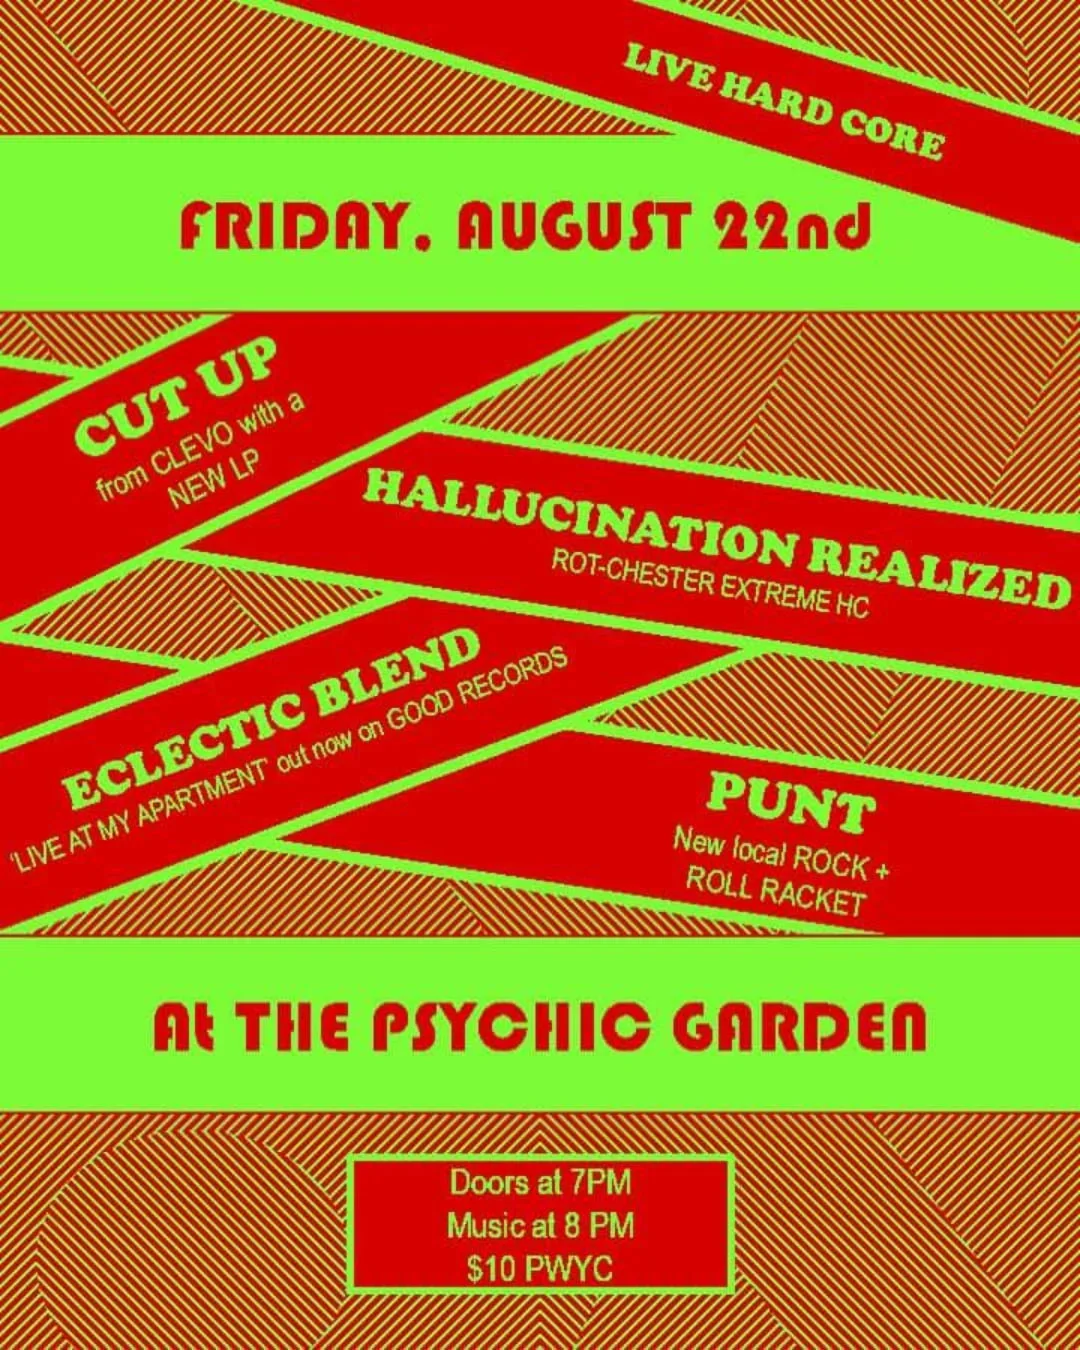 LIVE HARD CORE
FRIDAY, AUGUST 22nd
CUT UP
from CLEVO with a
NEW LP
HALLUCINATION REALIZED
ROT-CHESTER EXTREME HC
ECLECTIC BLEND
'LIVE AT MY APARTMENT' out now on GOOD RECORDS
PUNT
New local ROCK +
ROLL RACKET
At THE PSYCHIC GARDEN
Doors at 7PM
Music at 8 PM
$10 PWYC